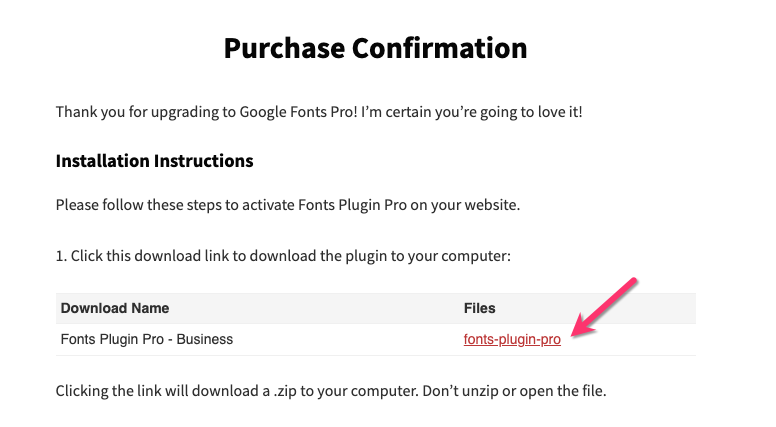 Purchase Confirmation
Thank you for upgrading to Google Fonts Pro! I’m certain you’re going to love it!
Installation Instructions
Please follow these steps to activate Fonts Plugin Pro on your website.
1. Click this download link to download the plugin to your computer:
Download Name Files
Fonts Plugin Pro - Business fonts-plugin-pro
Clicking the link will download a .zip to your computer. Don’t unzip or open the file.